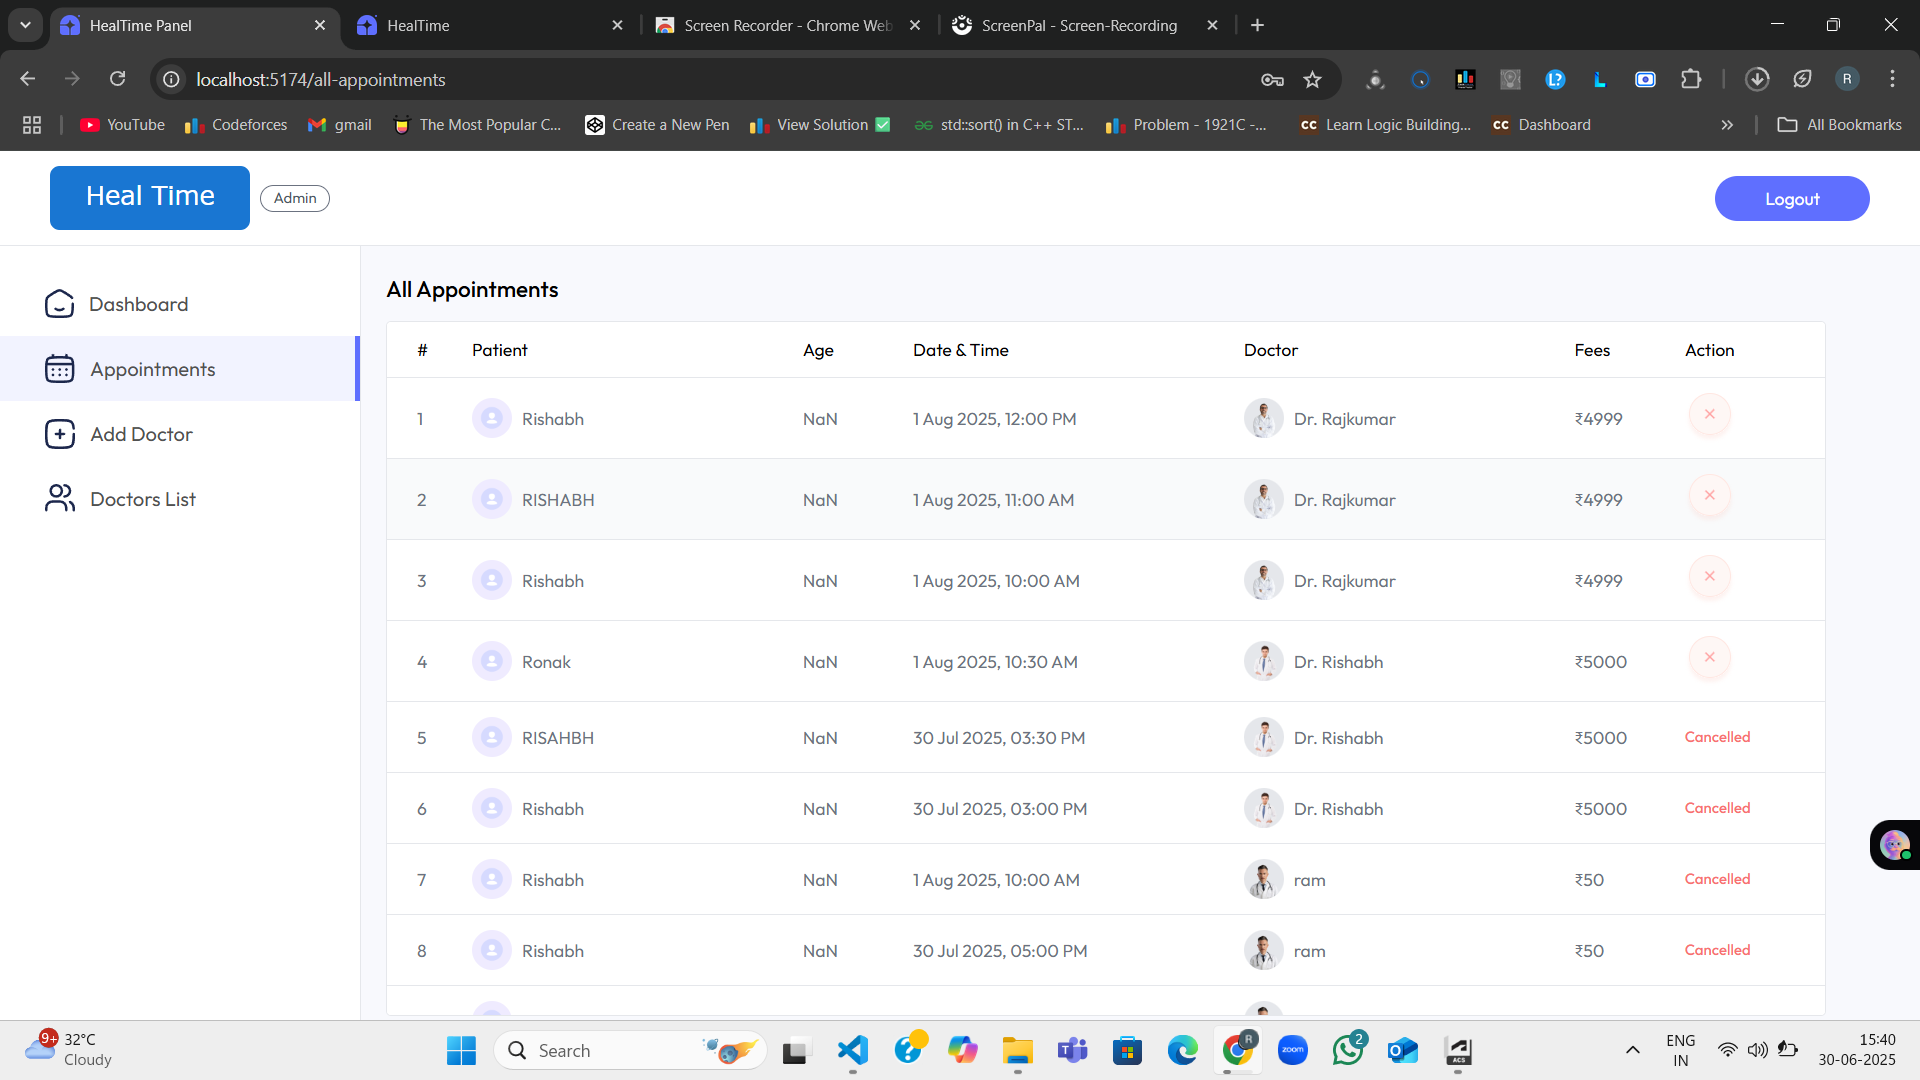 HealTime Panel
HealTime
Screen Recorder - Chrome Web
ScreenPal - Screen-Recording
localhost:5174/all-appointments
R
YouTube
Codeforces
gmail
The Most Popular C...
Create a New Pen
View Solution ✅
std::sort() in C++ ST...
Problem - 1921C -...
CC Learn Logic Building...
CC Dashboard
All Bookmarks
Heal Time
Admin
Logout
Dashboard
Appointments
Add Doctor
Doctors List
All Appointments
# Patient Age Date & Time Doctor Fees Action
1 Rishabh NaN 1 Aug 2025, 12:00 PM Dr. Rajkumar ₹4999
2 RISHABH NaN 1 Aug 2025, 11:00 AM Dr. Rajkumar ₹4999
3 Rishabh NaN 1 Aug 2025, 10:00 AM Dr. Rajkumar ₹4999
4 Ronak NaN 1 Aug 2025, 10:30 AM Dr. Rishabh ₹5000
5 RISAHBH NaN 30 Jul 2025, 03:30 PM Dr. Rishabh ₹5000 Cancelled
6 Rishabh NaN 30 Jul 2025, 03:00 PM Dr. Rishabh ₹5000 Cancelled
7 Rishabh NaN 1 Aug 2025, 10:00 AM ram ₹50 Cancelled
8 Rishabh NaN 30 Jul 2025, 05:00 PM ram ₹50 Cancelled
9+
32°C
Cloudy
Search
R
zoom
2
ACS
ENG
IN
15:40
30-06-2025